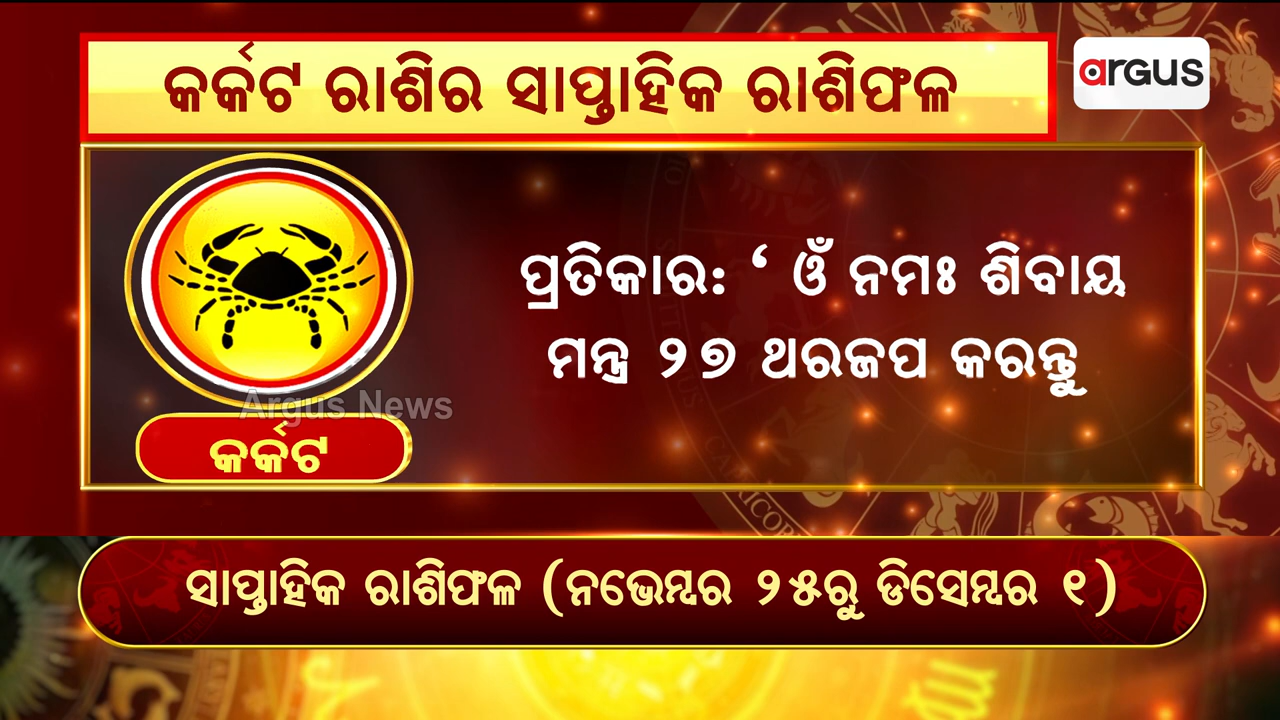 କର୍କଟ ରାଶିର ସାପ୍ତାହିକ ରାଶିଫଳ
argus
ପ୍ରତିକାର: ‘ ଓଁ ନମଃ ଶିବାୟ
ମନ୍ତ୍ର ୨୭ ଥରଜପ କରନ୍ତୁ
Argus News
କର୍କଟ
ସାପ୍ତାହିକ ରାଶିଫଳ (ନଭେମ୍ବର ୨୫ରୁ ଡିସେମ୍ବର ୧)